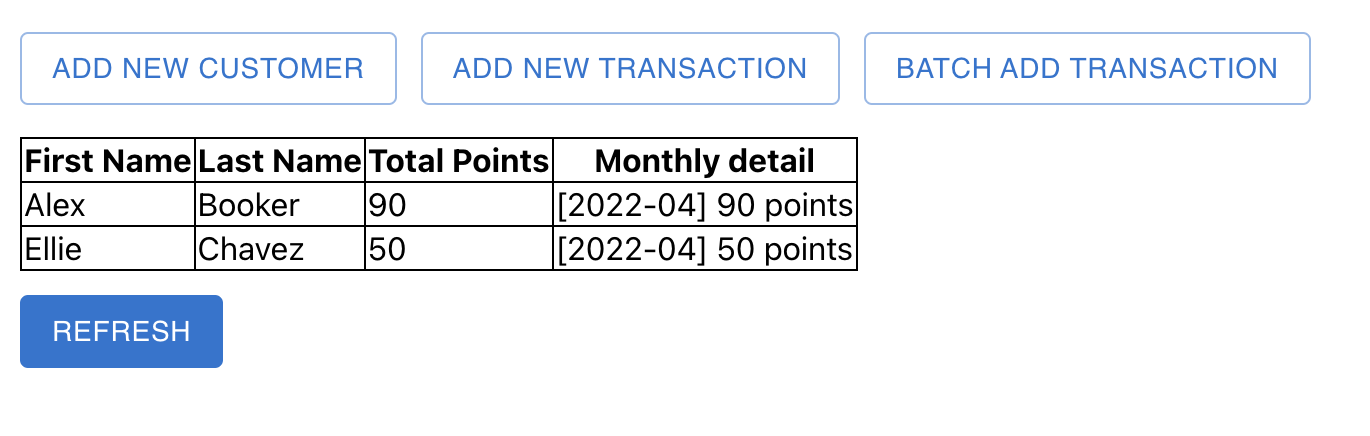 ADD NEW CUSTOMER ADD NEW TRANSACTION BATCH ADD TRANSACTION
First Name Last Name Total Points Monthly detail
Alex Booker 90 [2022-04] 90 points
Ellie Chavez 50 [2022-04] 50 points
REFRESH